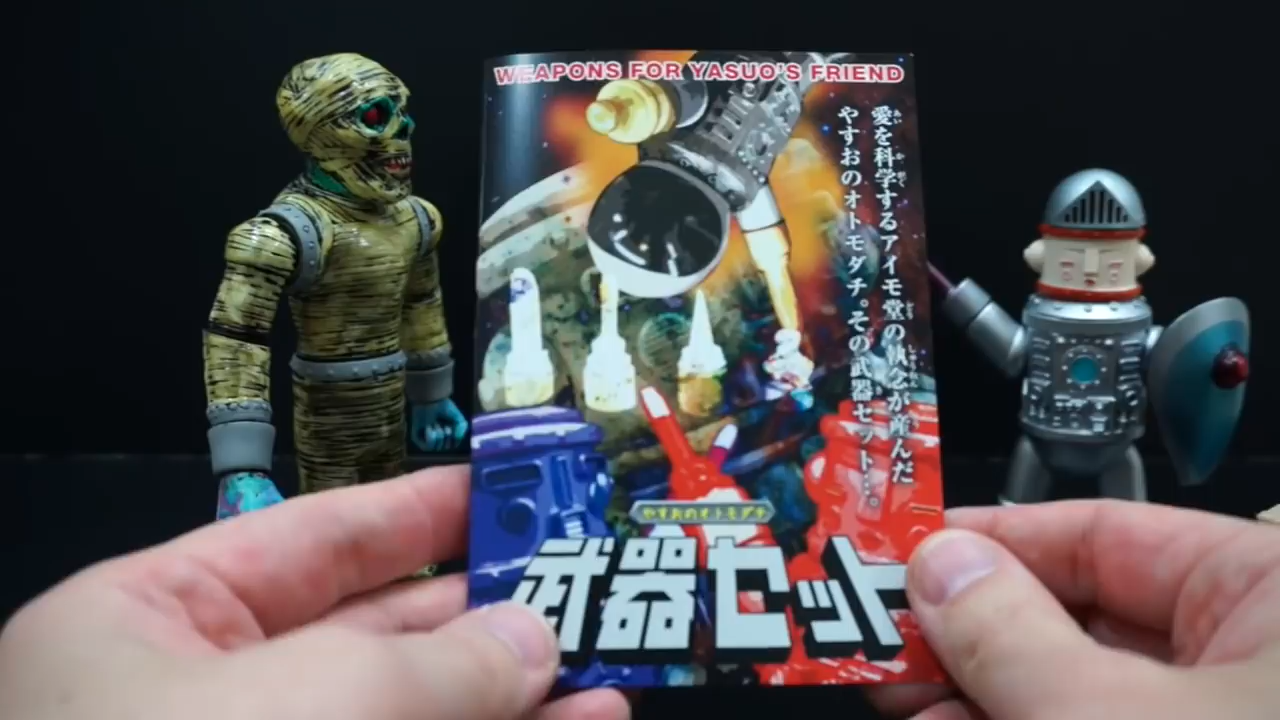 WEAPONS FOR YASUO'S FRIEND
愛を科学するアイモ堂の執念が産んだ
やすおのオトモダチ。その武器セット…。
やすおのオトモダチ
武器セット